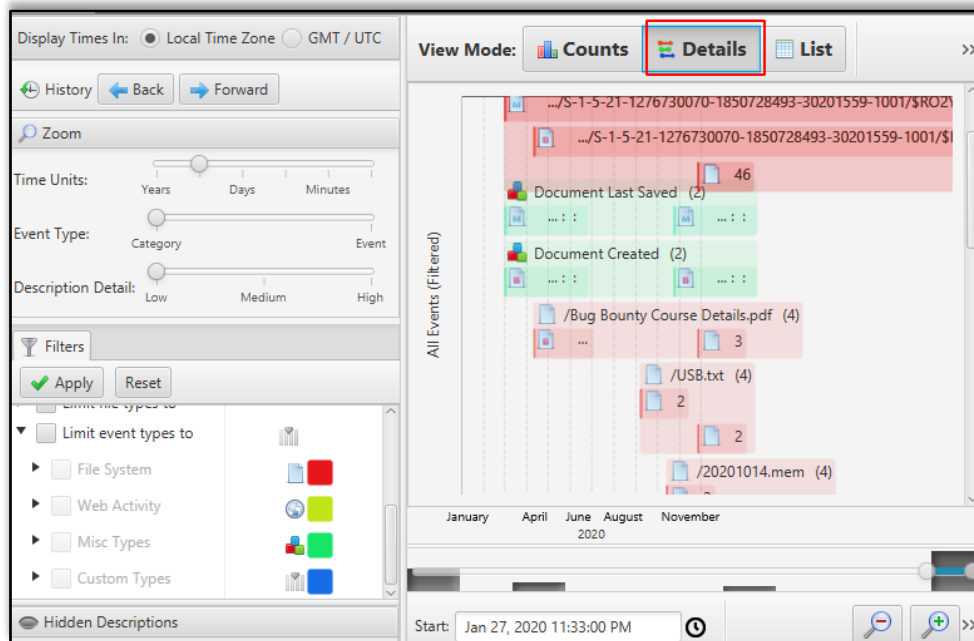 Display Times In: Local Time Zone GMT / UTC
History Back Forward
Zoom
Time Units:
Years Days Minutes
Event Type:
Category Event
Description Detail:
Low Medium High
Filters
Apply Reset
Limit file types to
Limit event types to
File System
Web Activity
Misc Types
Custom Types
Hidden Descriptions
View Mode: Counts Details List >>
All Events (Filtered)
.../S-1-5-21-1276730070-1850728493-30201559-1001/$RO2Y
.../S-1-5-21-1276730070-1850728493-30201559-1001/$I
46
Document Last Saved (2)
...: : ...: :
Document Created (2)
...: : ...: :
/Bug Bounty Course Details.pdf (4)
... 3
/USB.txt (4)
2
2
/20201014.mem (4)
January April June August November
2020
Start: Jan 27, 2020 11:33:00 PM >>